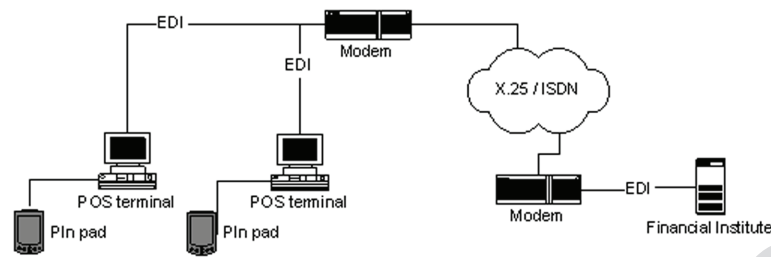 EDI
Modem
EDI
X.25 / ISDN
POS terminal
POS terminal
EDI
Modem
Financial Institute
PIn pad
PIn pad